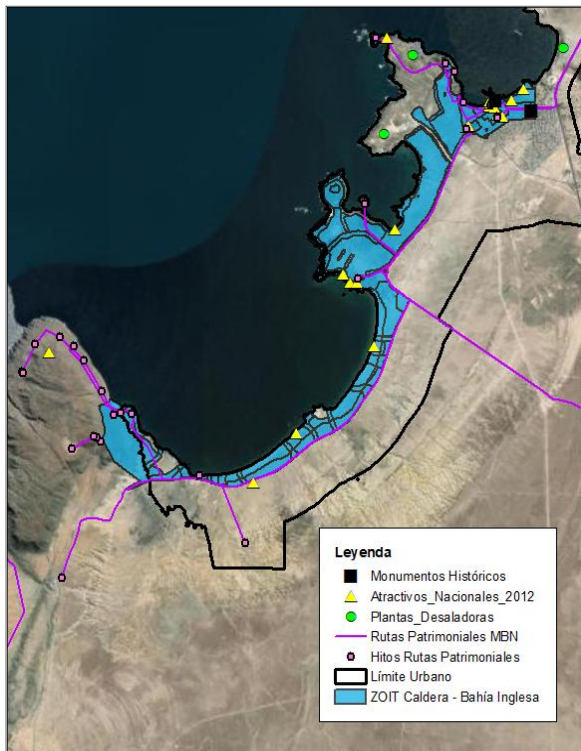 Leyenda
Monumentos Históricos
Atractivos_Nacionales_2012
Plantas_Desaladoras
Rutas Patrimoniales MBN
Hitos Rutas Patrimoniales
Límite Urbano
ZOIT Caldera - Bahía Inglesa